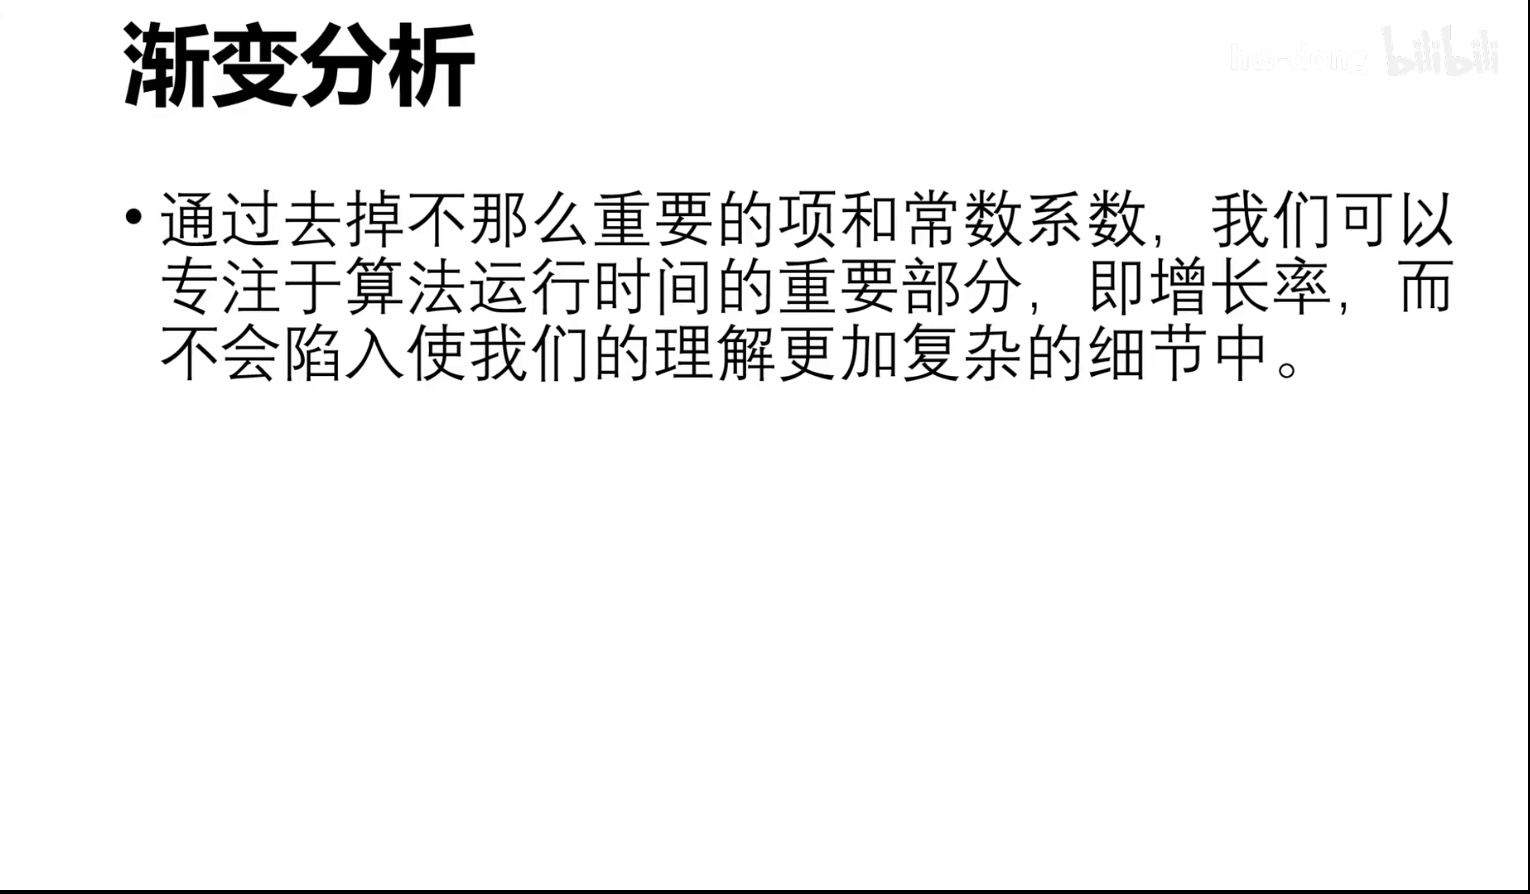 渐变分析
hw-dong bilibili
• 通过去掉不那么重要的项和常数系数，我们可以
专注于算法运行时间的重要部分，即增长率，而
不会陷入使我们的理解更加复杂的细节中。